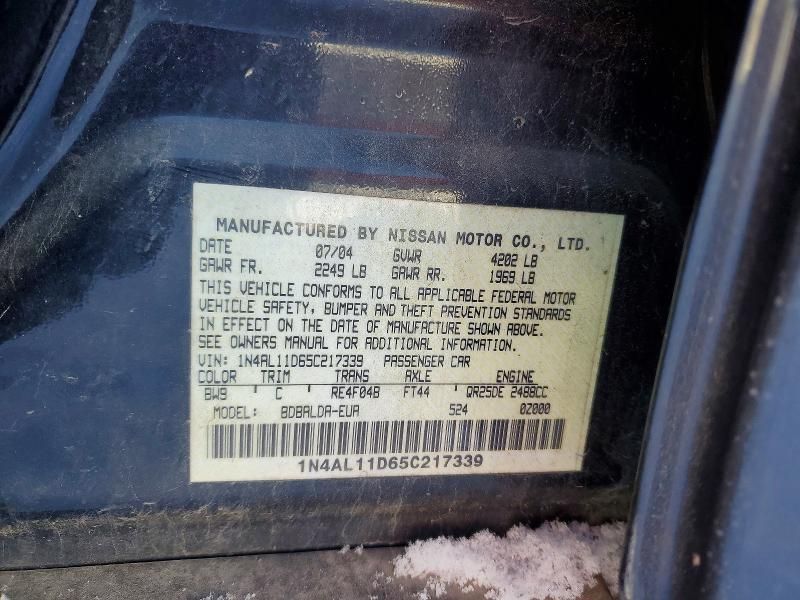 MANUFACTURED BY NISSAN MOTOR CO., LTD.
DATE 07/04 GVWR 4202 LB
GAWR FR. 2249 LB GAWR RR. 1969 LB
THIS VEHICLE CONFORMS TO ALL APPLICABLE FEDERAL MOTOR
VEHICLE SAFETY, BUMPER AND THEFT PREVENTION STANDARDS
IN EFFECT ON THE DATE OF MANUFACTURE SHOWN ABOVE.
SEE OWNERS MANUAL FOR ADDITIONAL INFORMATION.
VIN: 1N4AL11D65C217339 PASSENGER CAR
COLOR TRIM TRANS AXLE ENGINE
BW9 C RE4F04B FT44 QR25DE 2488CC
MODEL: BDBALDA-EUA 524 0Z000
1N4AL11D65C217339